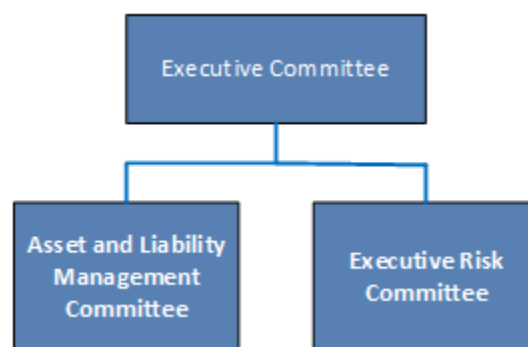 Executive Committee
Asset and Liability
Management
Committee
Executive Risk
Committee